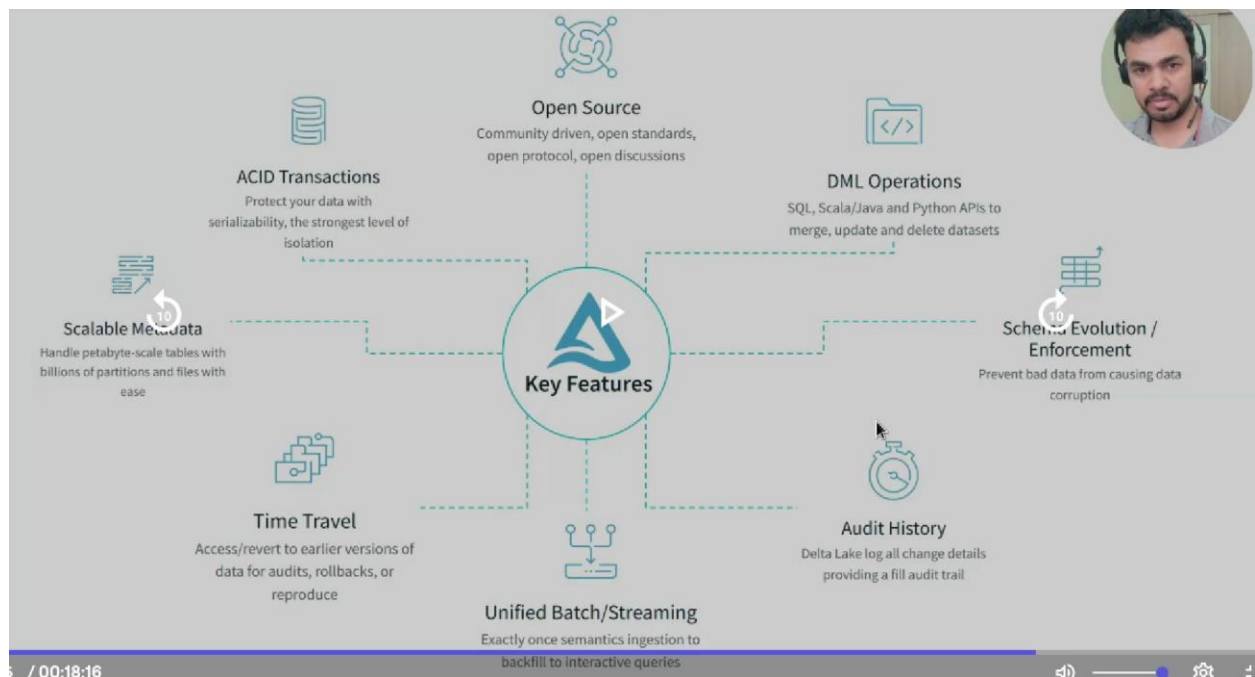 Open Source
Community driven, open standards,
open protocol, open discussions
ACID Transactions
Protect your data with
serializability, the strongest level of
isolation
DML Operations
SQL, Scala/Java and Python APIs to
merge, update and delete datasets
Scalable Metadata
Handle petabyte-scale tables with
billions of partitions and files with
ease
10
Key Features
10
Schema Evolution /
Enforcement
Prevent bad data from causing data
corruption
Time Travel
Access/revert to earlier versions of
data for audits, rollbacks, or
reproduce
Audit History
Delta Lake log all change details
providing a fill audit trail
Unified Batch/Streaming
Exactly once semantics ingestion to
backfill to interactive queries
/ 00:18:16